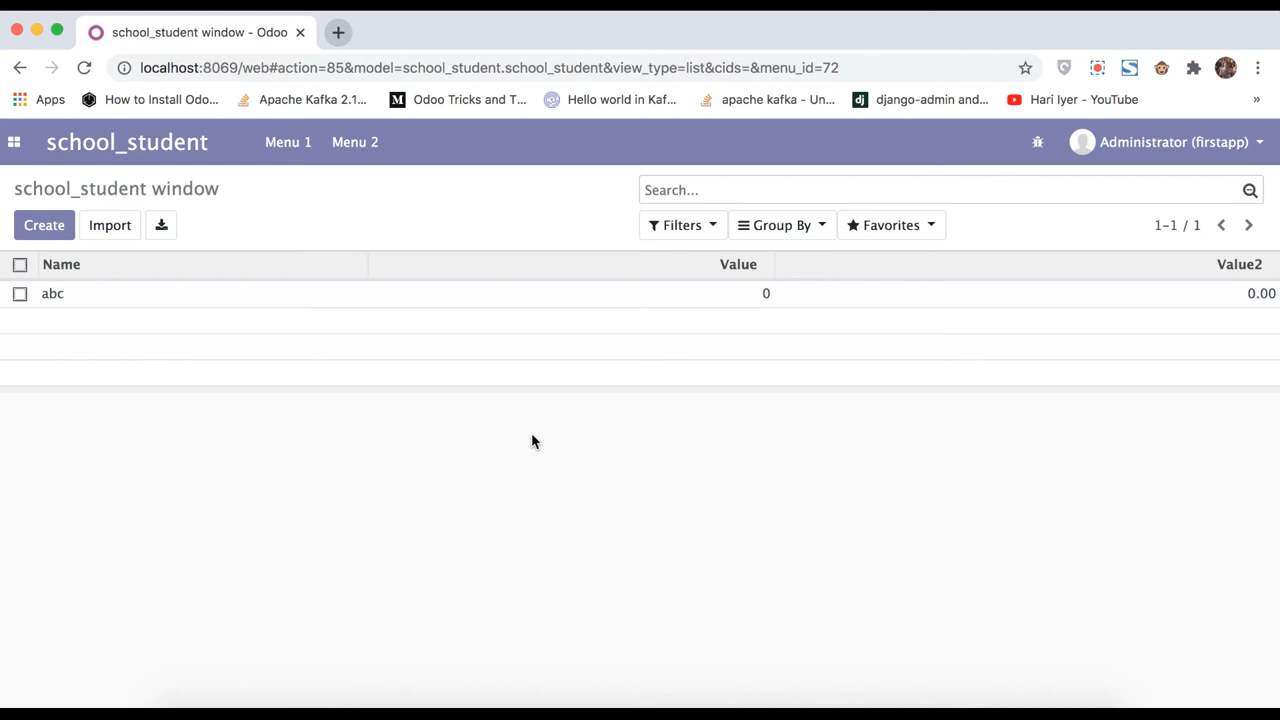 school_student window - Odoo
localhost:8069/web#action=85&model=school_student.school_student&view_type=list&cids=&menu_id=72
Apps How to Install Odo... Apache Kafka 2.1... Odoo Tricks and T... Hello world in Kaf... apache kafka - Un... django-admin and... Hari Iyer - YouTube »
school_student Menu 1 Menu 2 Administrator (firstapp)
school_student window Search...
Create Import Filters Group By Favorites 1-1 / 1
Name Value Value2
abc 0 0.00